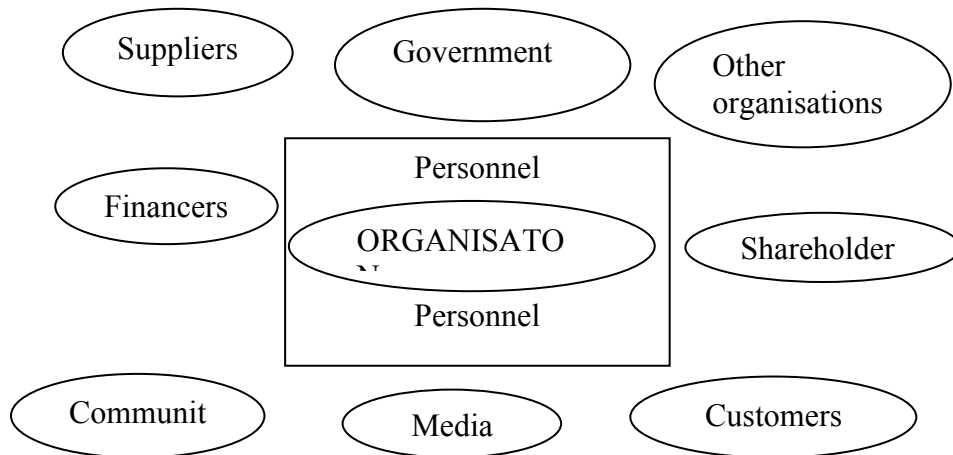 Suppliers
Government
Other
organisations
Personnel
Financers
ORGANISATO
N
Shareholder
Personnel
Communit
Media
Customers